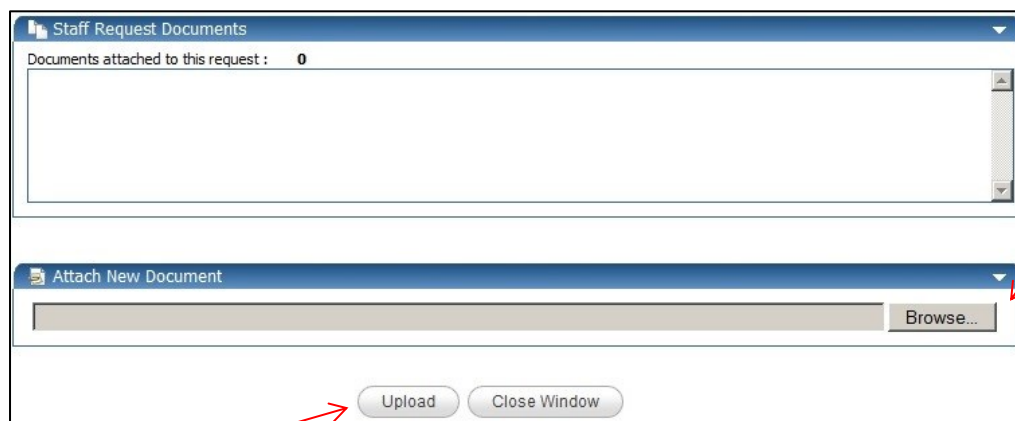 Staff Request Documents
Documents attached to this request : 0
Attach New Document
Browse...
Upload Close Window